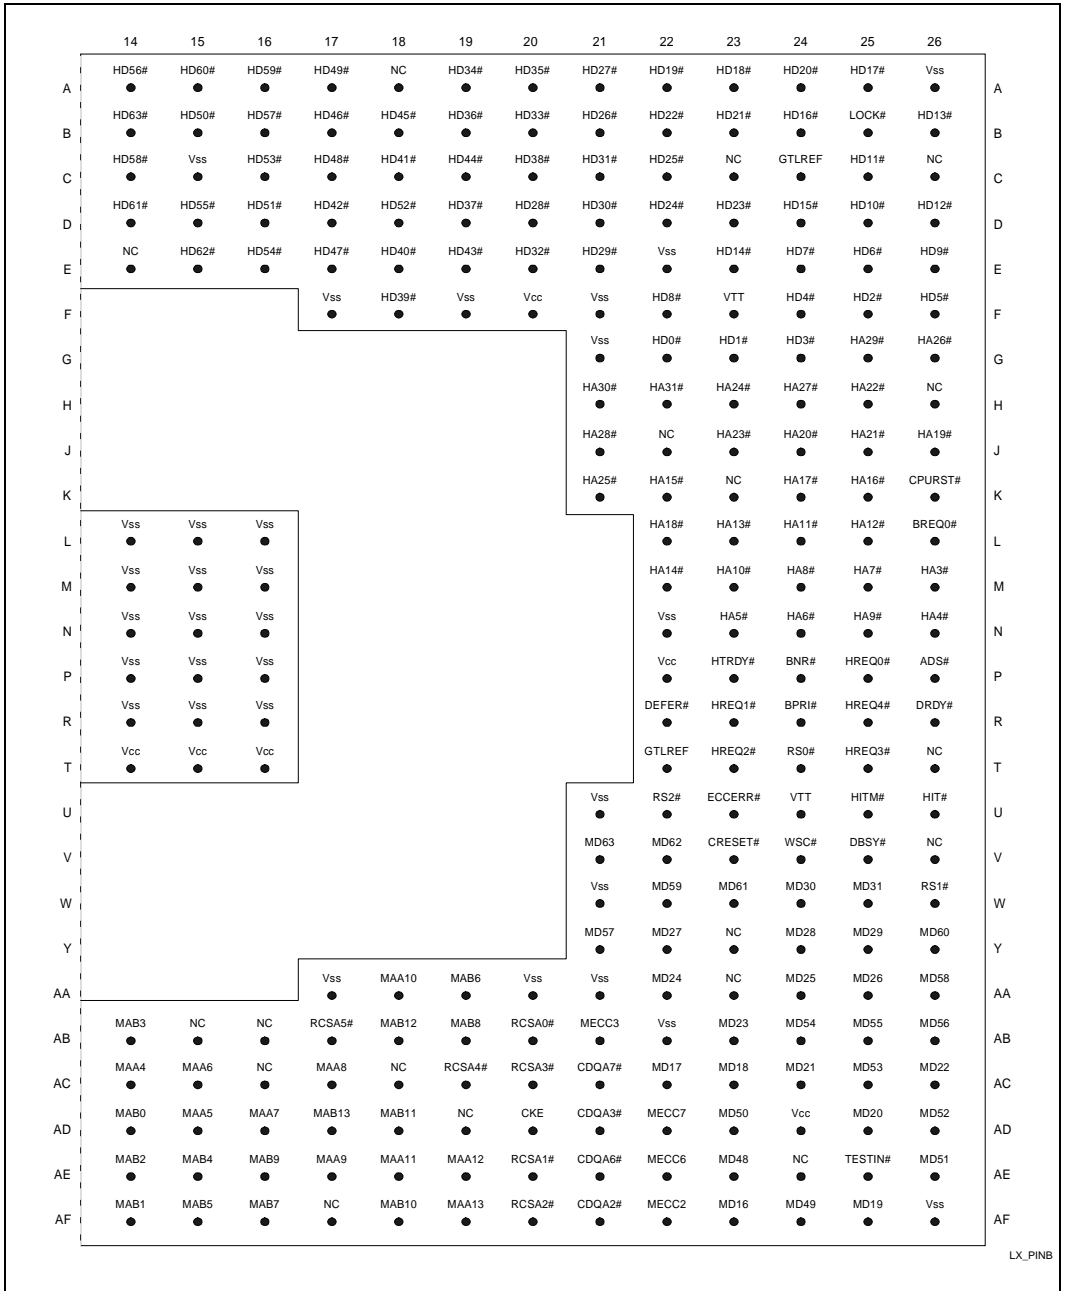 14 15 16 17 18 19 20 21 22 23 24 25 26
A HD56# HD60# HD59# HD49# NC HD34# HD35# HD27# HD19# HD18# HD20# HD17# Vss A
B HD63# HD50# HD57# HD46# HD45# HD36# HD33# HD26# HD22# HD21# HD16# LOCK# HD13# B
C HD58# Vss HD53# HD48# HD41# HD44# HD38# HD31# HD25# NC GTLREF HD11# NC C
D HD61# HD55# HD51# HD42# HD52# HD37# HD28# HD30# HD24# HD23# HD15# HD10# HD12# D
E NC HD62# HD54# HD47# HD40# HD43# HD32# HD29# Vss HD14# HD7# HD6# HD9# E
F Vss HD39# Vss Vcc Vss HD8# VTT HD4# HD2# HD5# F
G Vss HD0# HD1# HD3# HA29# HA26# G
H HA30# HA31# HA24# HA27# HA22# NC H
J HA28# NC HA23# HA20# HA21# HA19# J
K HA25# HA15# NC HA17# HA16# CPURST# K
L Vss Vss Vss HA18# HA13# HA11# HA12# BREQ0# L
M Vss Vss Vss HA14# HA10# HA8# HA7# HA3# M
N Vss Vss Vss Vss HA5# HA6# HA9# HA4# N
P Vss Vss Vss Vcc HTRDY# BNR# HREQ0# ADS# P
R Vss Vss Vss DEFER# HREQ1# BPRI# HREQ4# DRDY# R
T Vcc Vcc Vcc GTLREF HREQ2# RS0# HREQ3# NC T
U Vss RS2# ECCERR# VTT HITM# HIT# U
V MD63 MD62 CRESET# WSC# DBSY# NC V
W Vss MD59 MD61 MD30 MD31 RS1# W
Y MD57 MD27 NC MD28 MD29 MD60 Y
AA Vss MAA10 MAB6 Vss Vss MD24 NC MD25 MD26 MD58 AA
AB MAB3 NC NC RCSA5# MAB12 MAB8 RCSA0# MECC3 Vss MD23 MD54 MD55 MD56 AB
AC MAA4 MAA6 NC MAA8 NC RCSA4# RCSA3# CDQA7# MD17 MD18 MD21 MD53 MD22 AC
AD MAB0 MAA5 MAA7 MAB13 MAB11 NC CKE CDQA3# MECC7 MD50 Vcc MD20 MD52 AD
AE MAB2 MAB4 MAB9 MAA9 MAA11 MAA12 RCSA1# CDQA6# MECC6 MD48 NC TESTIN# MD51 AE
AF MAB1 MAB5 MAB7 NC MAB10 MAA13 RCSA2# CDQA2# MECC2 MD16 MD49 MD19 Vss AF
LX_PINB